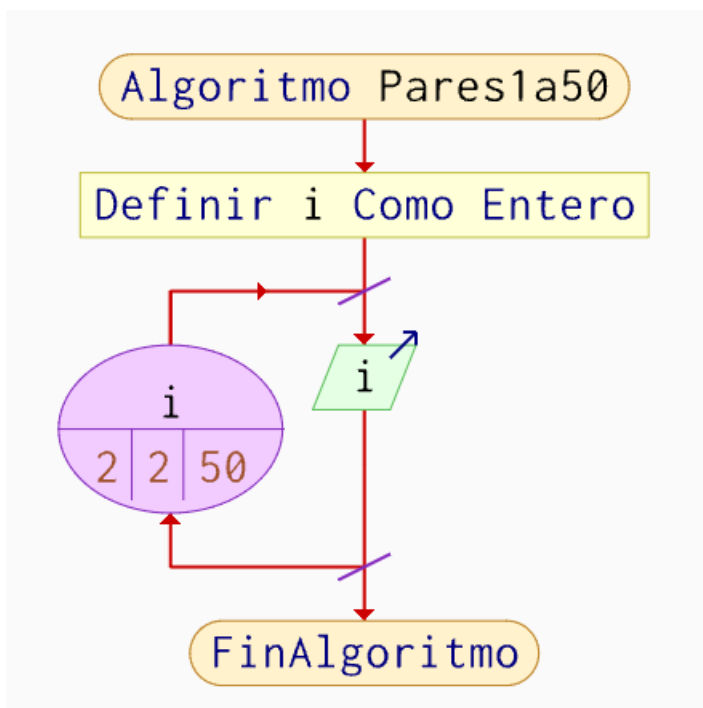 Algoritmo Pares1a50
Definir i Como Entero
i
i
2 2 50
FinAlgoritmo